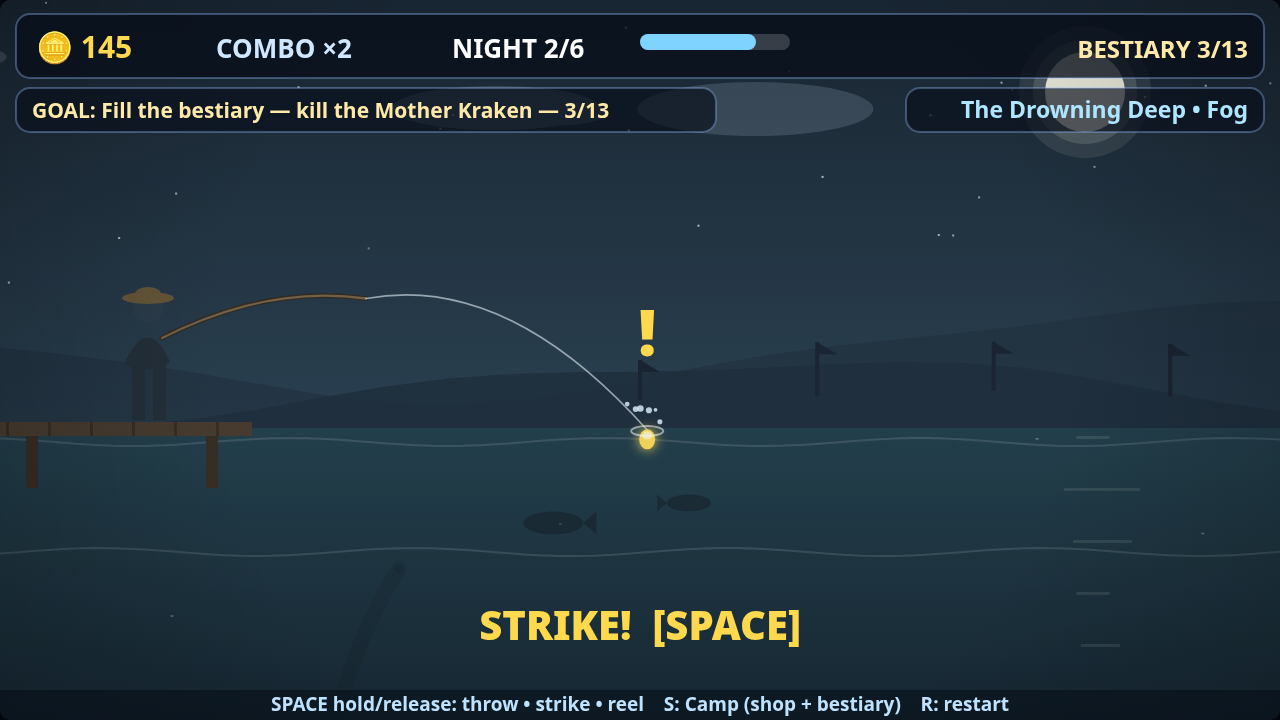 145 COMBO ×2 NIGHT 2/6 BESTIARY 3/13
GOAL: Fill the bestiary — kill the Mother Kraken — 3/13
The Drowning Deep • Fog
!
STRIKE! [SPACE]
SPACE hold/release: throw • strike • reel S: Camp (shop + bestiary) R: restart